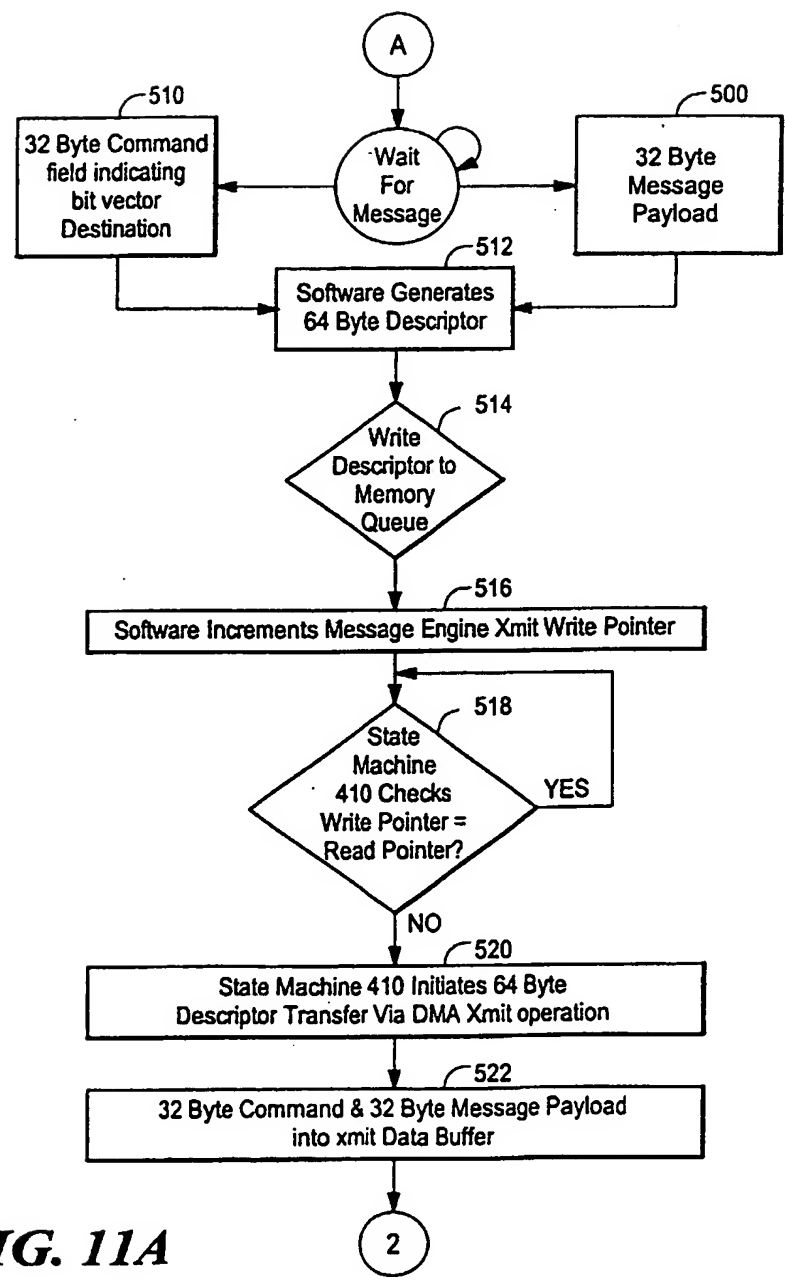 A
510
32 Byte Command
field indicating
bit vector
Destination
Wait
For
Message
500
32 Byte
Message
Payload
512
Software Generates
64 Byte Descriptor
514
Write
Descriptor to
Memory
Queue
516
Software Increments Message Engine Xmit Write Pointer
518
State
Machine
410 Checks
Write Pointer =
Read Pointer?
YES
NO
520
State Machine 410 Initiates 64 Byte
Descriptor Transfer Via DMA Xmit operation
522
32 Byte Command & 32 Byte Message Payload
into xmit Data Buffer
2
IG. 11A